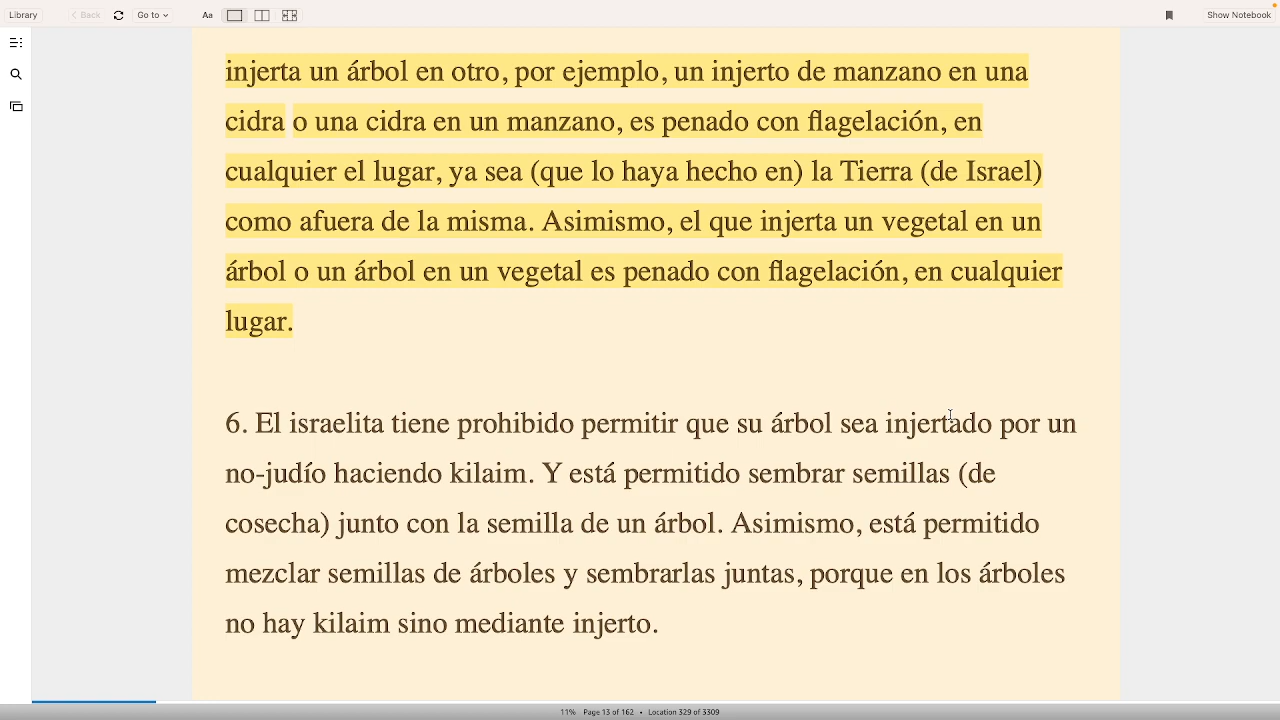 Library
Back
Go to
Aa
Show Notebook
injerta un árbol en otro, por ejemplo, un injerto de manzano en una
cidra o una cidra en un manzano, es penado con flagelación, en
cualquier el lugar, ya sea (que lo haya hecho en) la Tierra (de Israel)
como afuera de la misma. Asimismo, el que injerta un vegetal en un
árbol o un árbol en un vegetal es penado con flagelación, en cualquier
lugar.
6. El israelita tiene prohibido permitir que su árbol sea injertado por un
no-judío haciendo kilaim. Y está permitido sembrar semillas (de
cosecha) junto con la semilla de un árbol. Asimismo, está permitido
mezclar semillas de árboles y sembrarlas juntas, porque en los árboles
no hay kilaim sino mediante injerto.
11% Page 13 of 162 • Location 329 of 3309